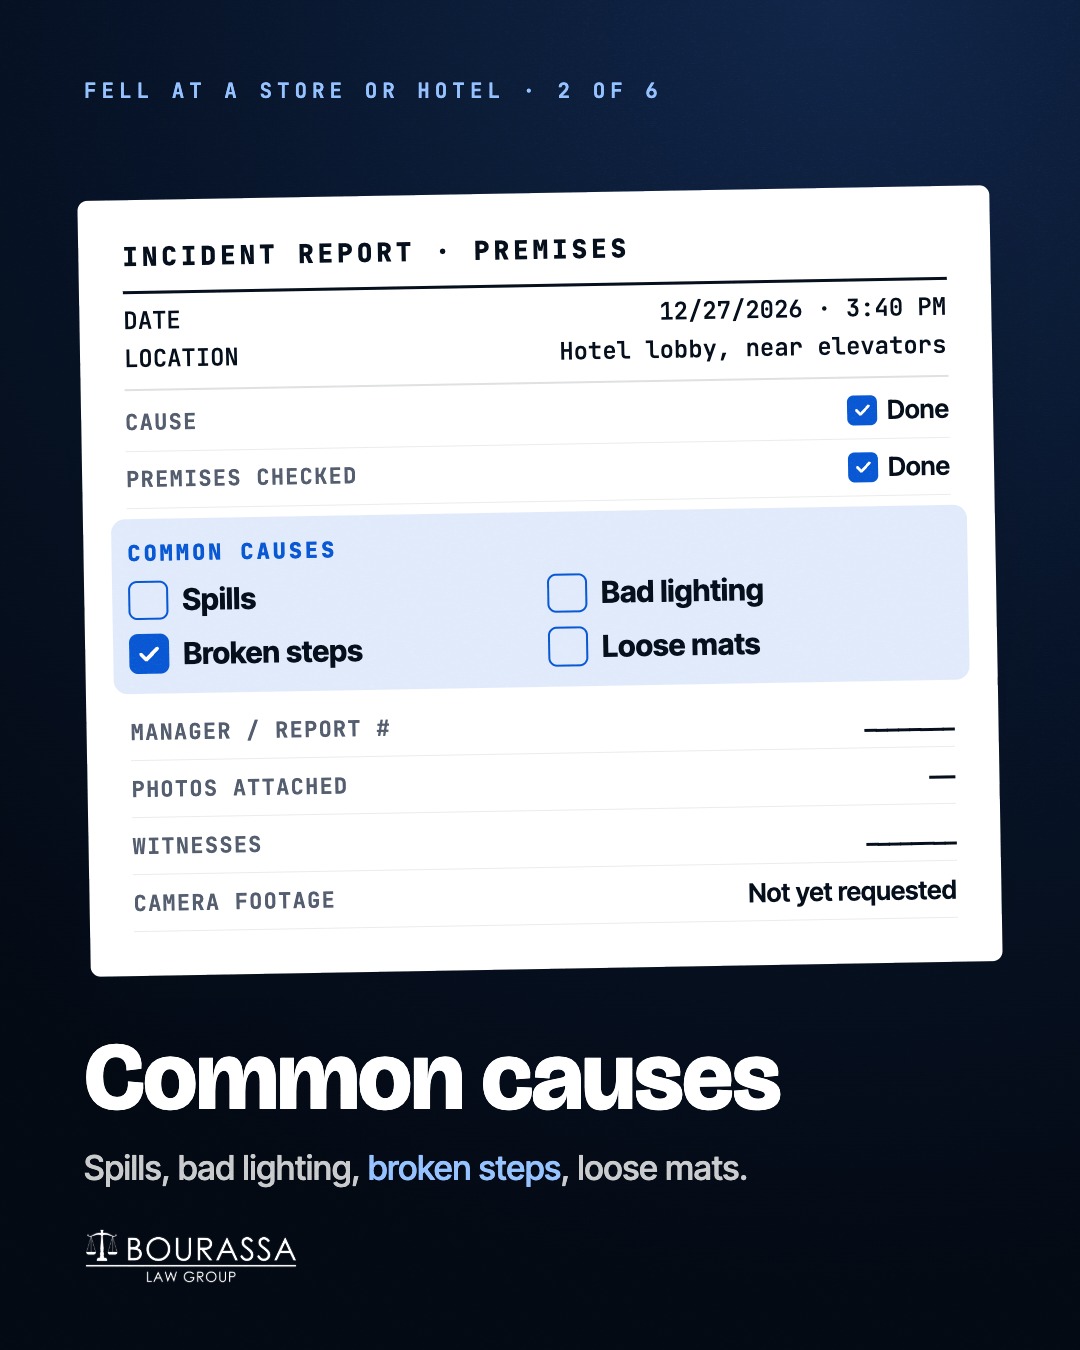 FELL AT A STORE OR HOTEL · 2 OF 6
INCIDENT REPORT · PREMISES
DATE 12/27/2026 · 3:40 PM
LOCATION Hotel lobby, near elevators
CAUSE Done
PREMISES CHECKED Done
COMMON CAUSES
Spills Bad lighting
Broken steps Loose mats
MANAGER / REPORT #
PHOTOS ATTACHED
WITNESSES
CAMERA FOOTAGE Not yet requested
Common causes
Spills, bad lighting, broken steps, loose mats.
BOURASSA
LAW GROUP